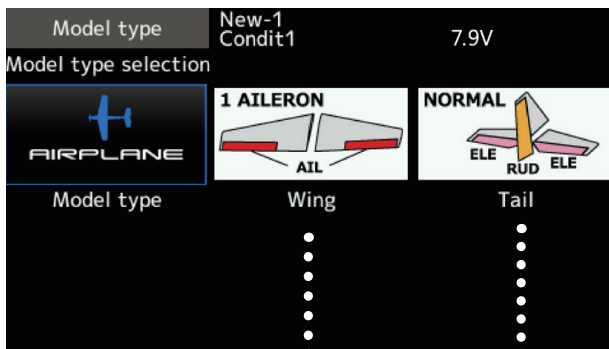 Model type
New-1
Condit1
7.9V
Model type selection
AIRPLANE
1 AILERON
AIL
NORMAL
ELE
RUD
ELE
Model type
Wing
Tail